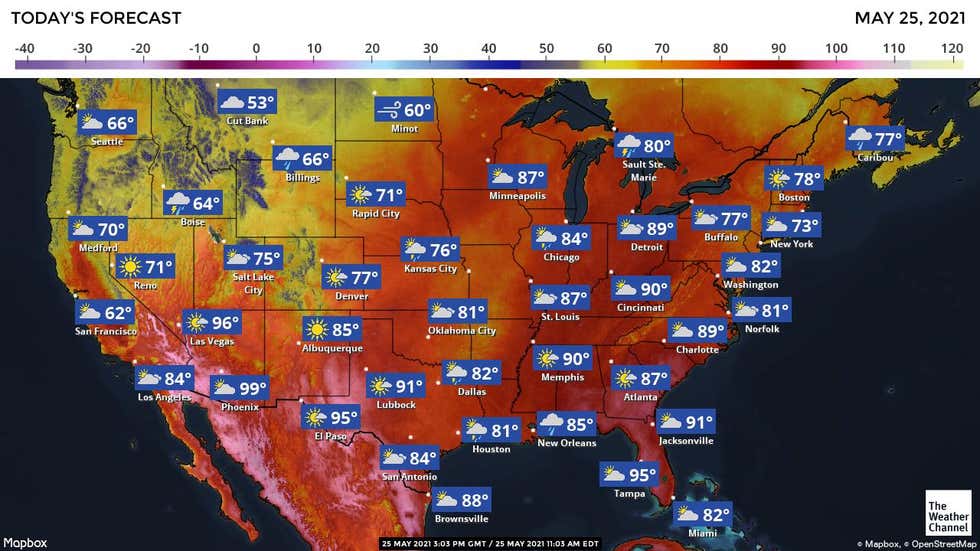 TODAY'S FORECAST
MAY 25, 2021
-40 -30 -20 -10 0 10 20 30 40 50 60 70 80 90 100 110 120
53°
Cut Bank
60°
Minot
66°
Seattle
77°
Caribou
80°
Sault Ste.
Marie
66°
Billings
87°
Minneapolis
78°
Boston
71°
Rapid City
64°
Boise
77°
Buffalo
73°
New York
70°
Medford
89°
Detroit
84°
Chicago
76°
Kansas City
75°
Salt Lake
City
71°
Reno
82°
Washington
77°
Denver
90°
Cincinnati
87°
St. Louis
62°
San Francisco
81°
Oklahoma City
81°
Norfolk
96°
Las Vegas
85°
Albuquerque
89°
Charlotte
90°
Memphis
84°
Los Angeles
99°
Phoenix
91°
Lubbock
82°
Dallas
87°
Atlanta
95°
El Paso
81°
Houston
85°
New Orleans
91°
Jacksonville
84°
San Antonio
95°
Tampa
88°
Brownsville
82°
Miami
The
Weather
Channel
Mapbox
25 MAY 2021 3:03 PM GMT / 25 MAY 2021 11:03 AM EDT
© Mapbox, © OpenStreetMap